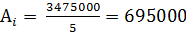 Aᵢ = 3475000/5 = 695000